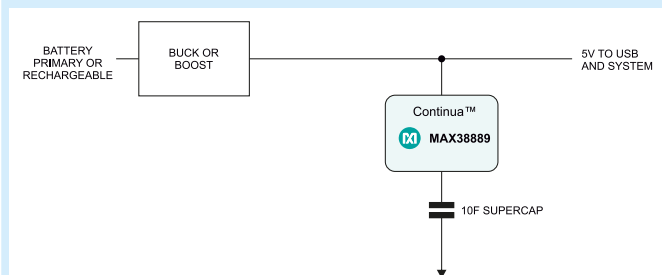 BATTERY
PRIMARY OR
RECHARGEABLE
BUCK OR
BOOST
5V TO USB
AND SYSTEM
Continua™
MAX38889
10F SUPERCAP